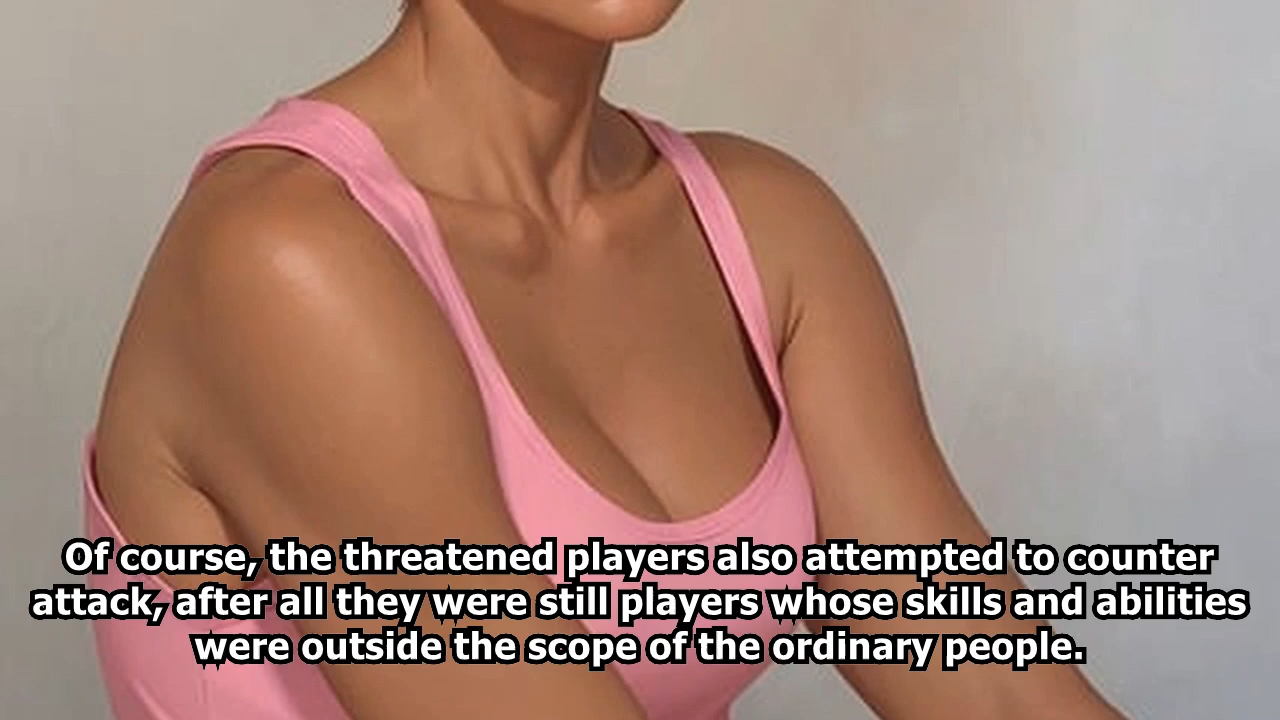 Of course, the threatened players also attempted to counter
attack, after all they were still players whose skills and abilities
were outside the scope of the ordinary people.